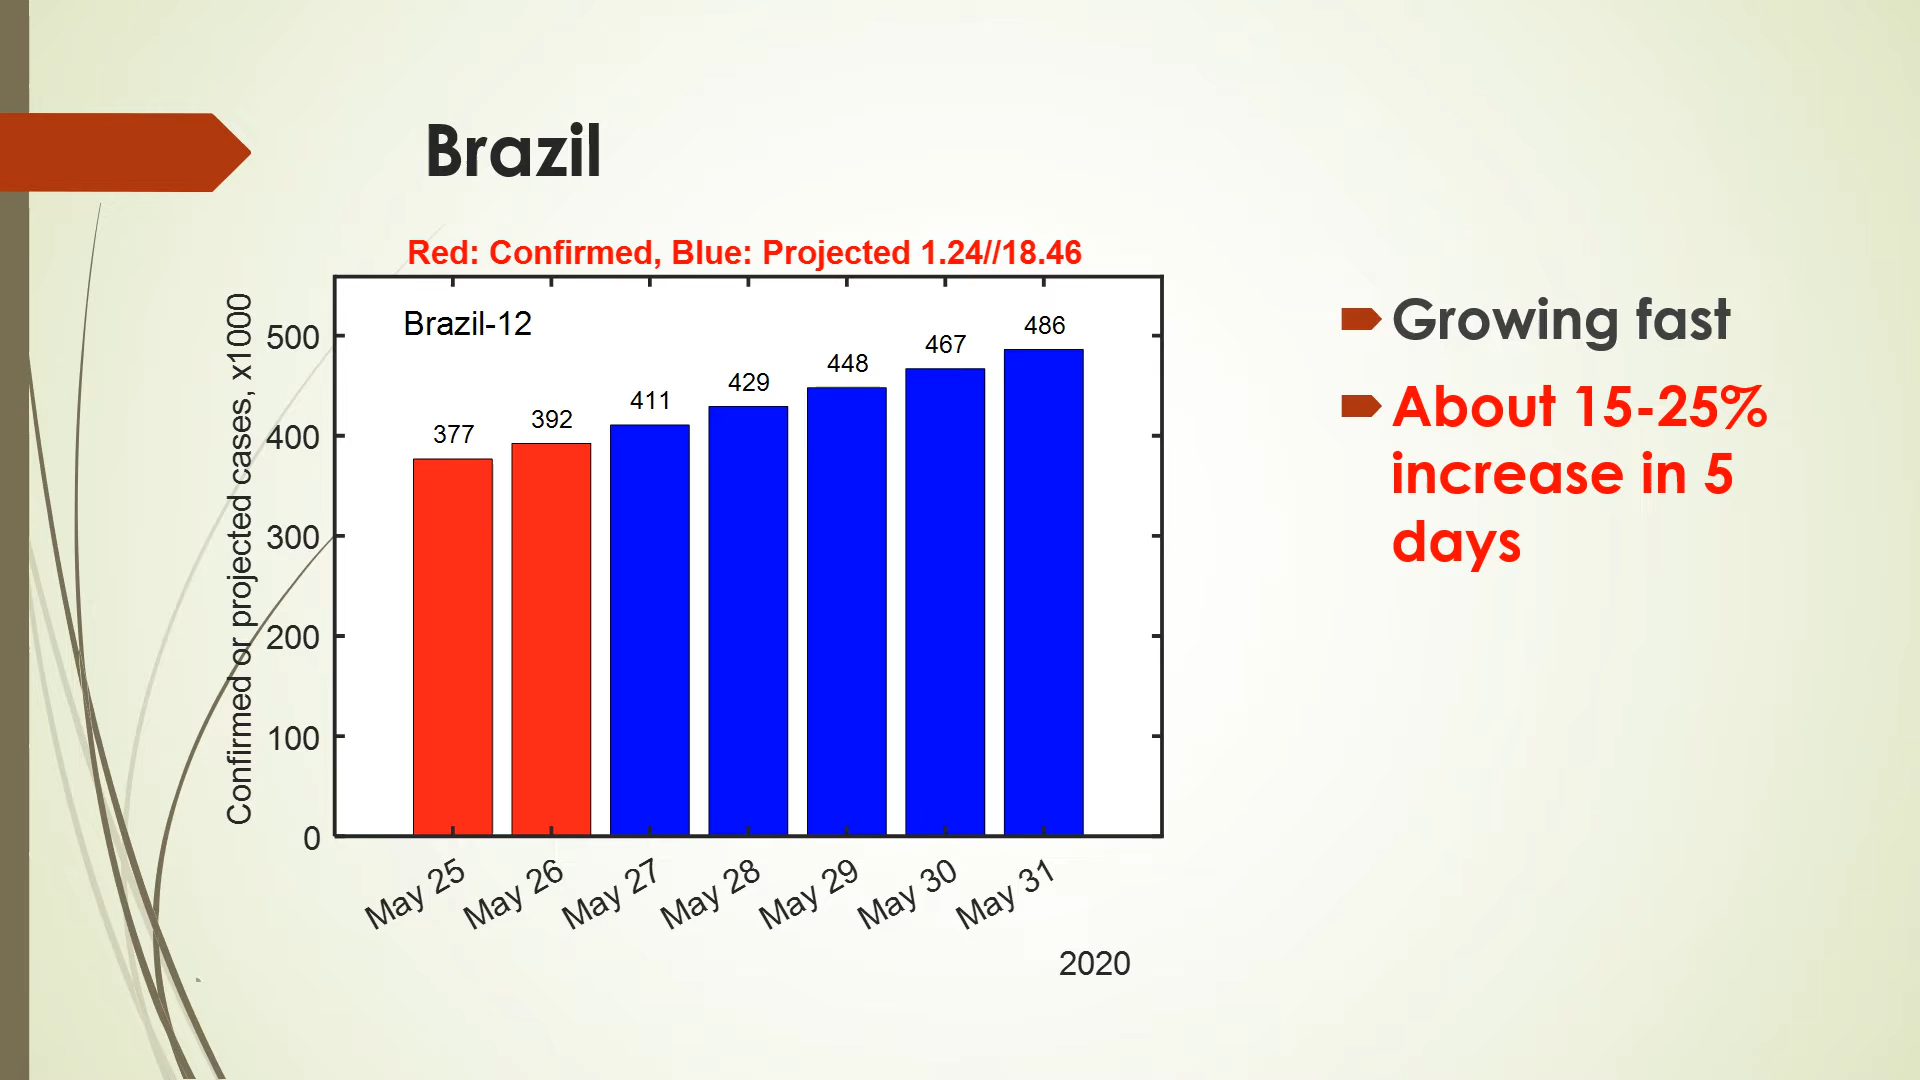 Brazil
Red: Confirmed, Blue: Projected 1.24//18.46
Confirmed or projected cases, x1000
Brazil-12
500
400
300
200
100
0
377
392
411
429
448
467
486
May 25
May 26
May 27
May 28
May 29
May 30
May 31
2020
Growing fast
About 15-25%
increase in 5
days